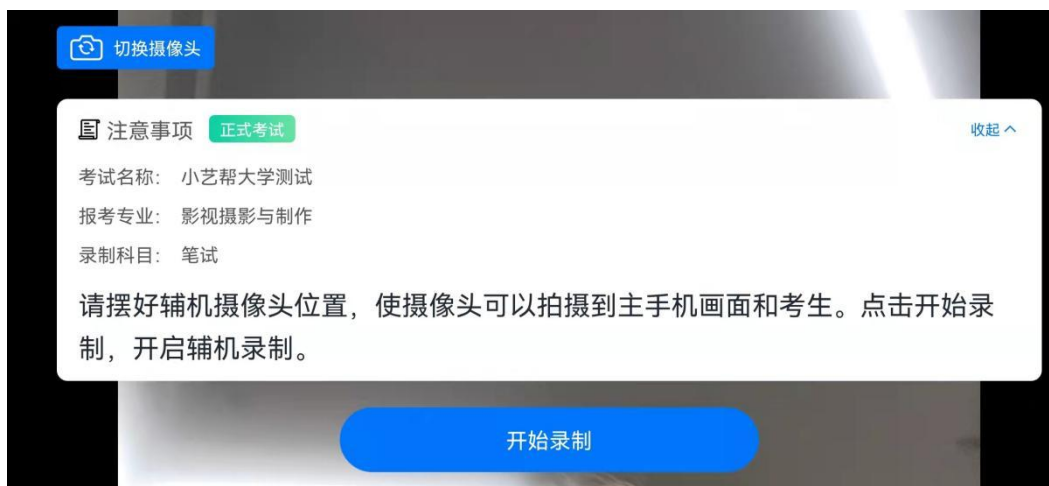 切换摄像头
注意事项 正式考试 收起
考试名称： 小艺帮大学测试
报考专业： 影视摄影与制作
录制科目： 笔试
请摆好辅机摄像头位置，使摄像头可以拍摄到主手机画面和考生。点击开始录
制，开启辅机录制。
开始录制